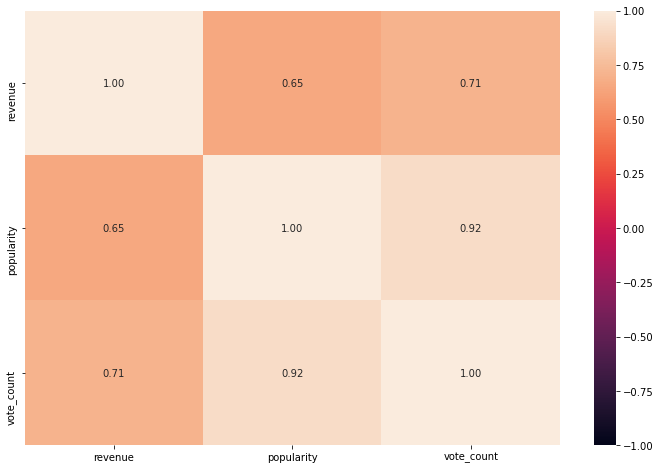 revenue 1.00 0.65 0.71
popularity 0.65 1.00 0.92
vote_count 0.71 0.92 1.00
revenue popularity vote_count
1.00
0.75
0.50
0.25
0.00
−0.25
−0.50
−0.75
−1.00